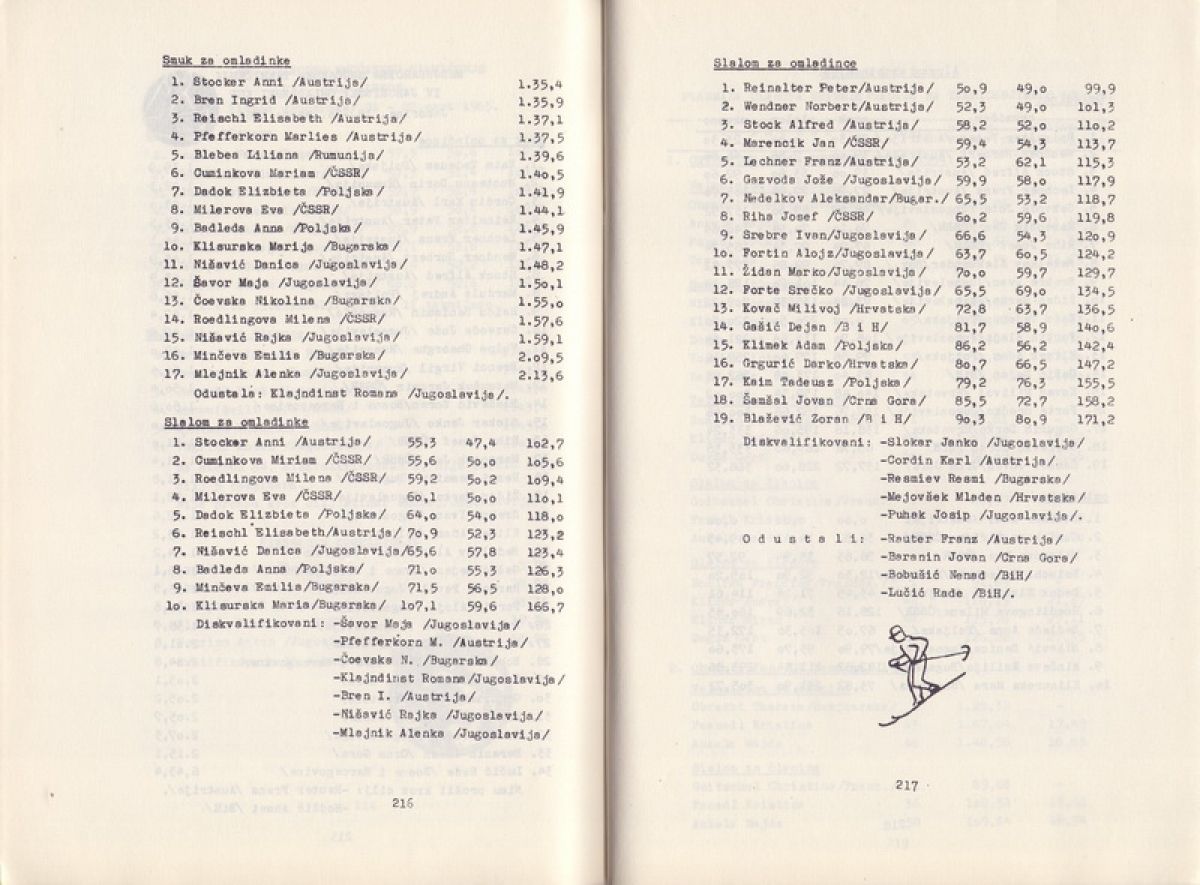 Smuk za omladinke
1. Stocker Anni /Austrija/ 1.35,4
2. Bren Ingrid /Austrija/ 1.35,9
3. Reischl Elisabeth /Austrija/ 1.37,1
4. Pfefferkorn Marlies /Austrija/ 1.37,5
5. Blebea Liliana /Rumunija/ 1.39,6
6. Cuminkova Mariam /ČSSR/ 1.4o,5
7. Dadok Elizbieta /Poljska/ 1.41,9
8. Milerova Eva /ČSSR/ 1.44,1
9. Badleda Anna /Poljska/ 1.45,9
lo. Klisurska Marija /Bugarska/ 1.47,1
11. Nišavić Danica /Jugoslavija/ 1.48,2
12. Šavor Maja /Jugoslavija/ 1.5o,1
13. Čoevska Nikolina /Bugarska/ 1.55,o
14. Roedlingova Milena /ČSSR/ 1.57,6
15. Nišavić Rajka /Jugoslavija/ 1.59,1
16. Minčeva Emilia /Bugarska/ 2.o9,5
17. Mlejnik Alenka /Jugoslavija/ 2.13,6
Odustala: Klajndinst Romana /Jugoslavija/.
Slalom za omladinke
1. Stocker Anni /Austrija/ 55,3 47,4 lo2,7
2. Cuminkova Miriam /ČSSR/ 55,6 5o,o lo5,6
3. Roedlingova Milena /ČSSR/ 59,2 5o,2 lo9,4
4. Milerova Eva /ČSSR/ 6o,1 5o,o llo,1
5. Dadok Elizbieta /Poljska/ 64,o 54,o 118,o
6. Reischl Elisabeth/Austrija/ 7o,9 52,3 123,2
7. Nišavić Danica /Jugoslavija/65,6 57,8 123,4
8. Badleda Anna /Poljska/ 71,o 55,3 126,3
9. Minčeva Emilia/Bugarska/ 71,5 56,5 128,o
lo. Klisurska Maria/Bugarska/ lo7,1 59,6 166,7
Diskvalifikovani: -Šavor Maja /Jugoslavija/
-Pfefferkorn M. /Austrija/
-Čoevska N. /Bugarska/
-Klajndinst Romana/Jugoslavija/
-Bren I. /Austrija/
-Nišavić Rajka /Jugoslavija/
-Mlajnik Alenka /Jugoslavija/
216
Slalom za omladince
1. Reinalter Peter/Austrija/ 5o,9 49,o 99,9
2. Wendner Norbert/Austrija/ 52,3 49,o lol,3
3. Stock Alfred /Austrija/ 58,2 52,o llo,2
4. Marencik Jan /ČSSR/ 59,4 54,3 113,7
5. Lechner Franz/Austrija/ 53,2 62,1 115,3
6. Gazvoda Jože /Jugoslavija/ 59,9 58,o 117,9
7. Nedelkov Aleksandar/Bugar./ 65,5 53,2 118,7
8. Riha Josef /ČSSR/ 6o,2 59,6 119,8
9. Srebre Ivan/Jugoslavija/ 66,6 54,3 12o,9
lo. Fortin Alojz/Jugoslavija/ 63,7 6o,5 124,2
11. Židan Marko/Jugoslavija/ 7o,o 59,7 129,7
12. Forte Srečko /Jugoslavija/ 65,5 69,o 134,5
13. Kovač Milivoj /Hrvatska/ 72,8 63,7 136,5
14. Gašić Dejan /B i H/ 81,7 58,9 14o,6
15. Klimek Adam /Poljska/ 86,2 56,2 142,4
16. Grgurić Darko/Hrvatska/ 8o,7 66,5 147,2
17. Kaim Tadeusz /Poljska/ 79,2 76,3 155,5
18. Šamšal Jovan /Crna Gora/ 85,5 72,7 158,2
19. Blažević Zoran /B i H/ 9o,3 8o,9 171,2
Diskvalifikovani: -Slokar Janko /Jugoslavija/
-Cordin Karl /Austrija/
-Resmiev Resmi /Bugarska/
-Mejovšek Mladen /Hrvatska/
-Puhak Josip /Jugoslavija/.
O d u s t a l i: -Rauter Franz /Austrija/
-Baranin Jovan /Crna Gora/
-Bobušić Nenad /BiH/
-Lučić Rade /BiH/.
217